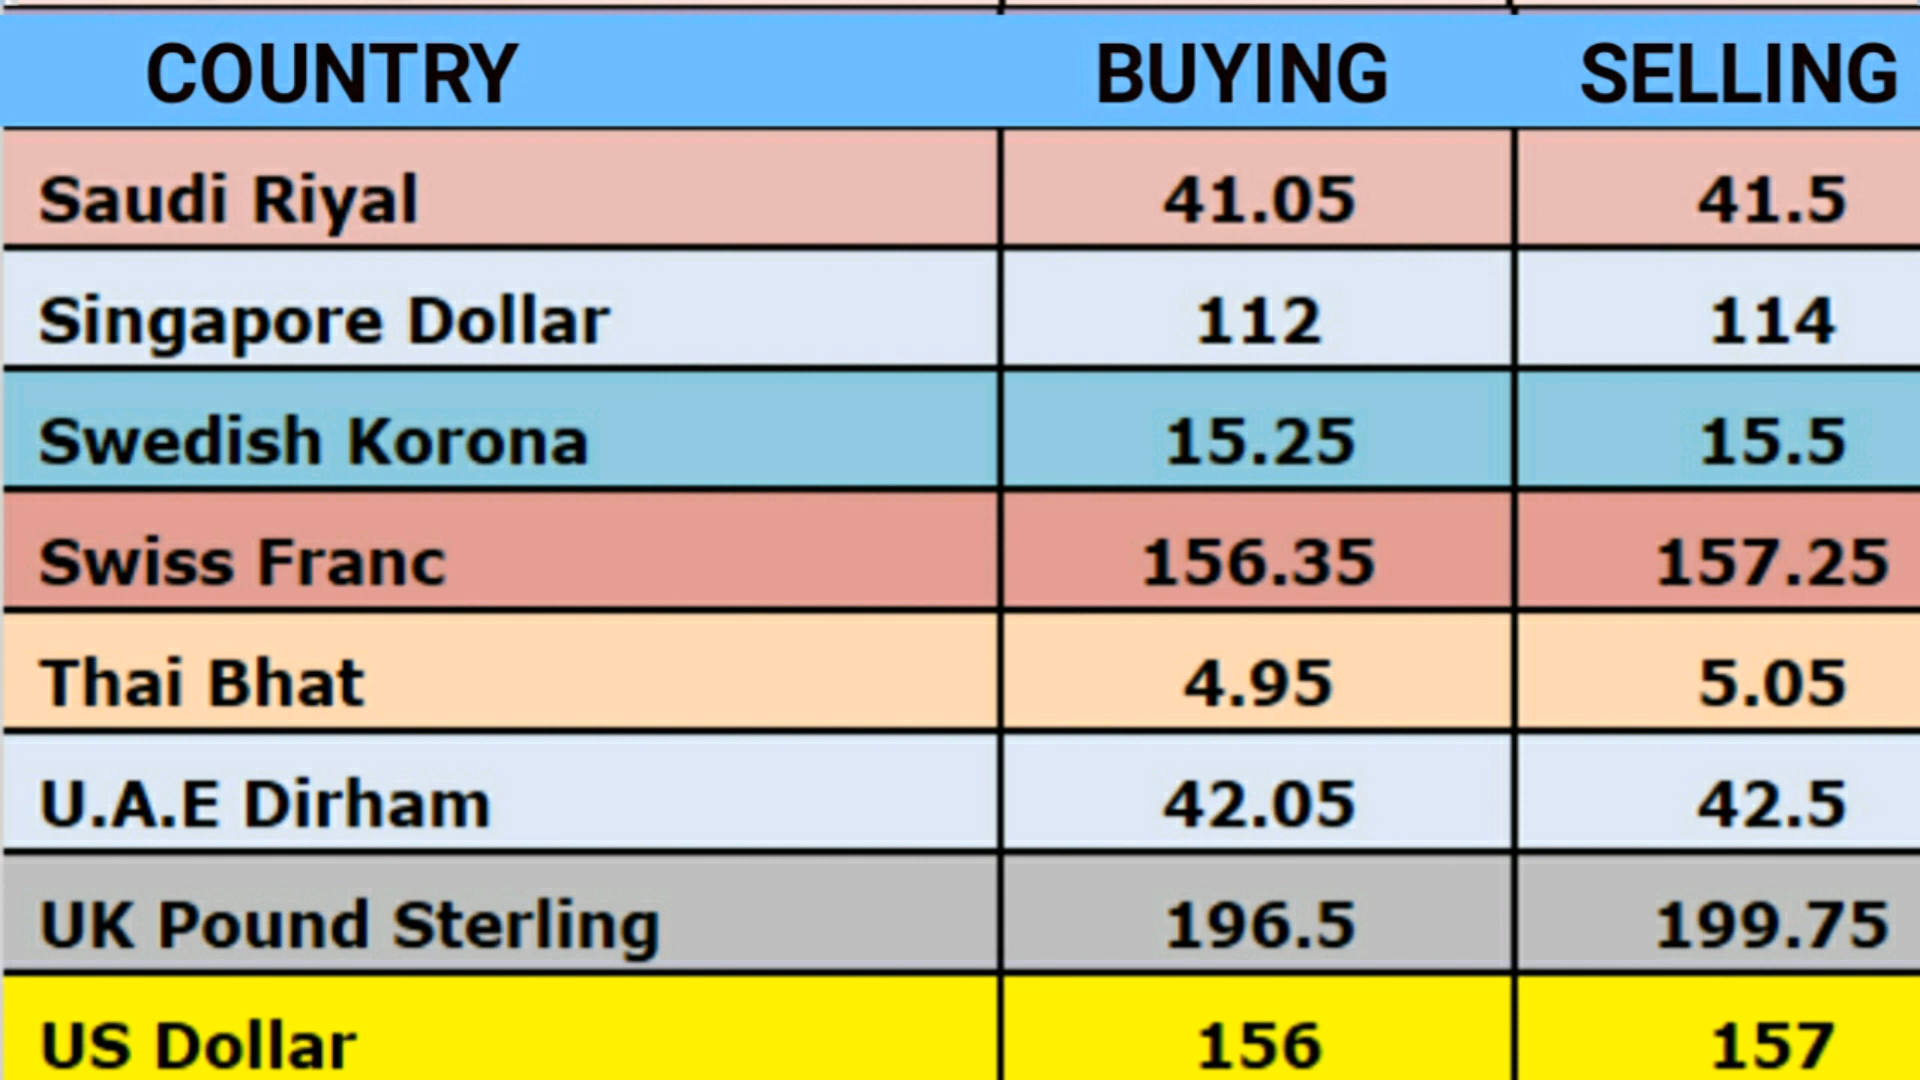 COUNTRY BUYING SELLING
Saudi Riyal 41.05 41.5
Singapore Dollar 112 114
Swedish Korona 15.25 15.5
Swiss Franc 156.35 157.25
Thai Bhat 4.95 5.05
U.A.E Dirham 42.05 42.5
UK Pound Sterling 196.5 199.75
US Dollar 156 157